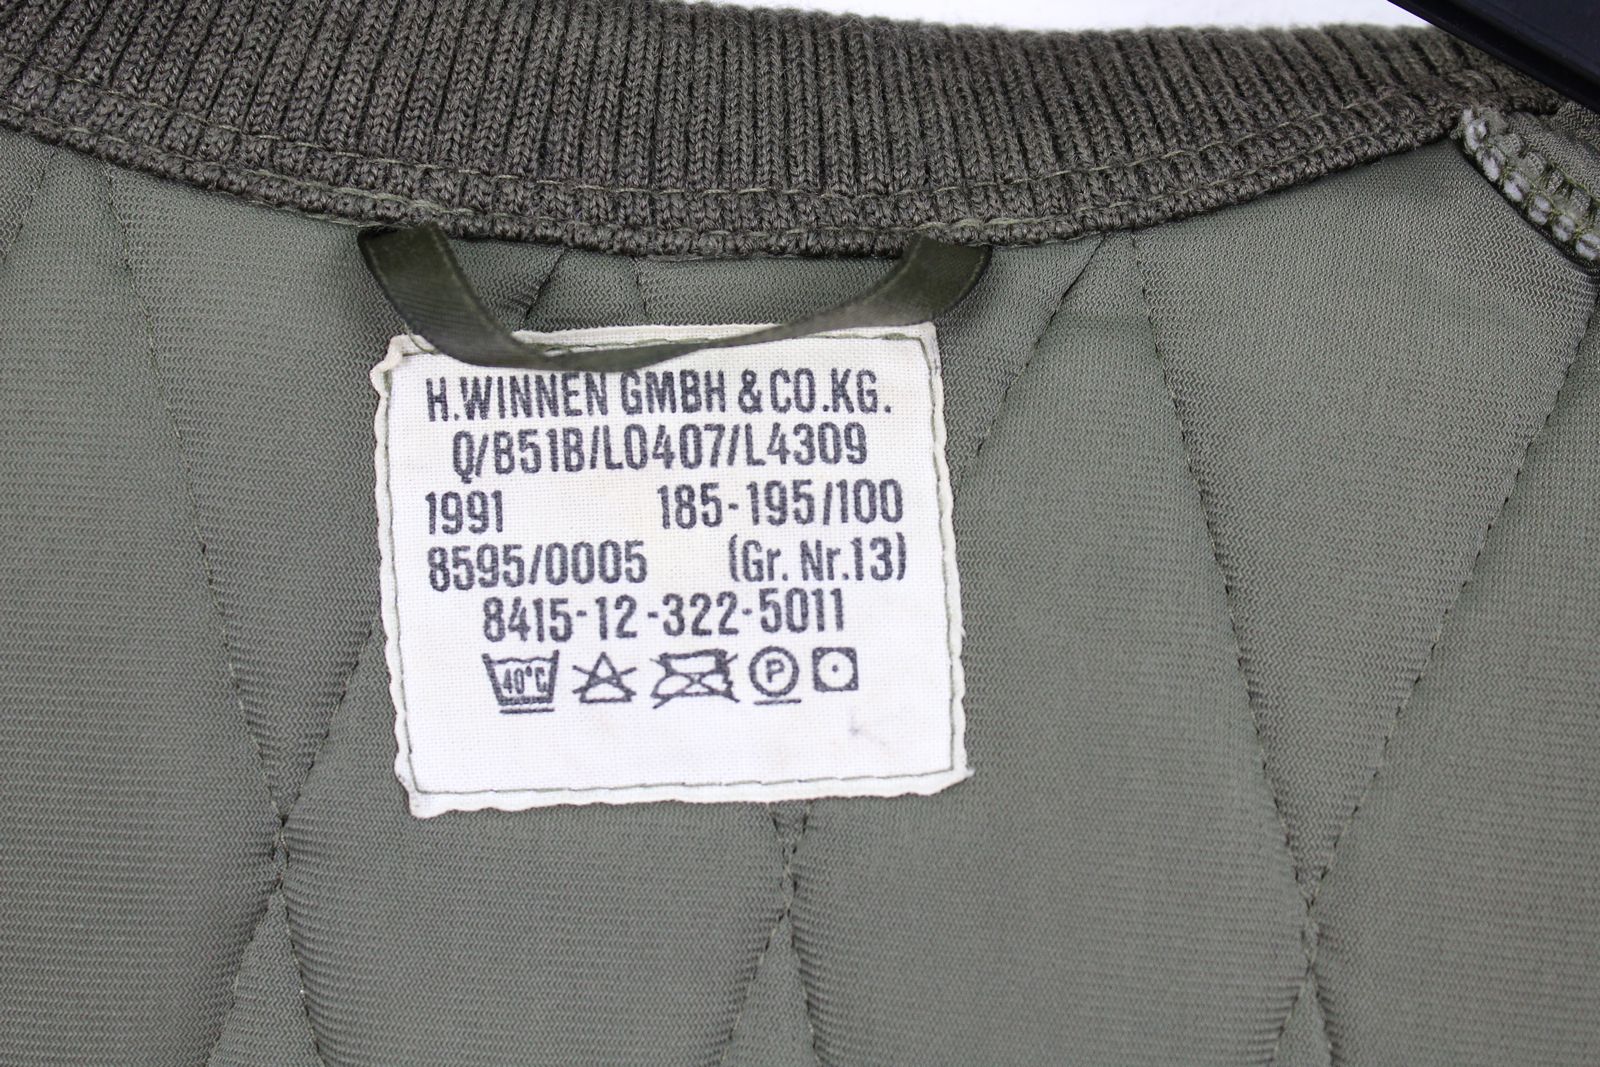 H.WINNEN GMBH & CO.KG.
Q/B51B/L0407/L4309
1991 185-195/100
8595/0005 (Gr. Nr.13)
8415-12-322-5011
40°C P